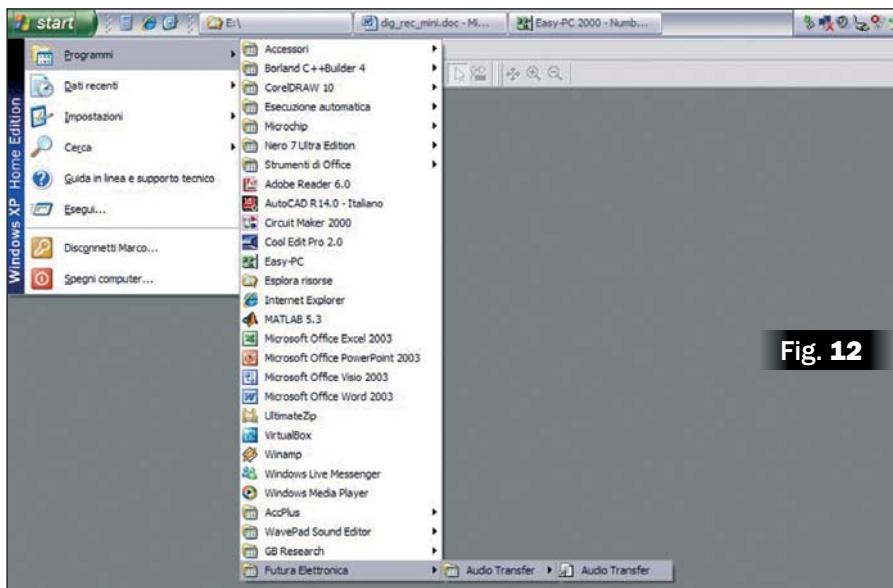 start
E:\
dig_rec_mini.doc - Mi...
Easy-PC 2000 - Numb...
Windows XP Home Edition
Programmi
Dati recenti
Impostazioni
Cerca
Guida in linea e supporto tecnico
Esegui...
Disconnetti Marco...
Spegni computer...
Accessori
Borland C++Builder 4
CorelDRAW 10
Esecuzione automatica
Microchip
Nero 7 Ultra Edition
Strumenti di Office
Adobe Reader 6.0
AutoCAD R14.0 - Italiano
Circuit Maker 2000
Cool Edit Pro 2.0
Easy-PC
Esplora risorse
Internet Explorer
MATLAB 5.3
Microsoft Office Excel 2003
Microsoft Office PowerPoint 2003
Microsoft Office Visio 2003
Microsoft Office Word 2003
UltimateZip
VirtualBox
Winamp
Windows Live Messenger
Windows Media Player
AccPlus
WavePad Sound Editor
GB Research
Futura Elettronica
Audio Transfer
Audio Transfer
Fig. 12